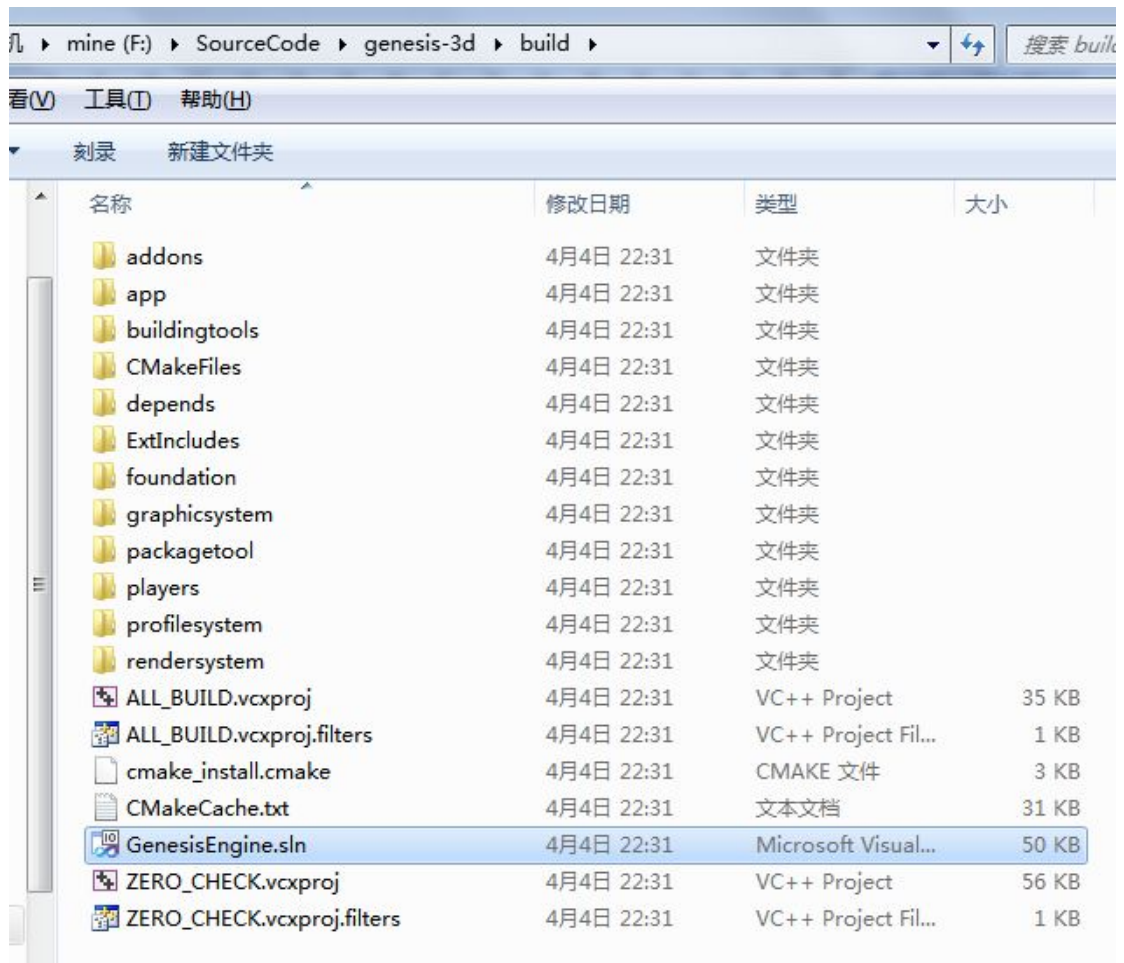 机 ▸ mine (F:) ▸ SourceCode ▸ genesis-3d ▸ build ▸ 搜索
看(V) 工具(T) 帮助(H)
刻录 新建文件夹
名称 修改日期 类型 大小
addons 4月4日 22:31 文件夹
app 4月4日 22:31 文件夹
buildingtools 4月4日 22:31 文件夹
CMakeFiles 4月4日 22:31 文件夹
depends 4月4日 22:31 文件夹
ExtIncludes 4月4日 22:31 文件夹
foundation 4月4日 22:31 文件夹
graphicsystem 4月4日 22:31 文件夹
packagetool 4月4日 22:31 文件夹
players 4月4日 22:31 文件夹
profilesystem 4月4日 22:31 文件夹
rendersystem 4月4日 22:31 文件夹
ALL_BUILD.vcxproj 4月4日 22:31 VC++ Project 35 KB
ALL_BUILD.vcxproj.filters 4月4日 22:31 VC++ Project Fil... 1 KB
cmake_install.cmake 4月4日 22:31 CMAKE 文件 3 KB
CMakeCache.txt 4月4日 22:31 文本文档 31 KB
GenesisEngine.sln 4月4日 22:31 Microsoft Visual... 50 KB
ZERO_CHECK.vcxproj 4月4日 22:31 VC++ Project 56 KB
ZERO_CHECK.vcxproj.filters 4月4日 22:31 VC++ Project Fil... 1 KB